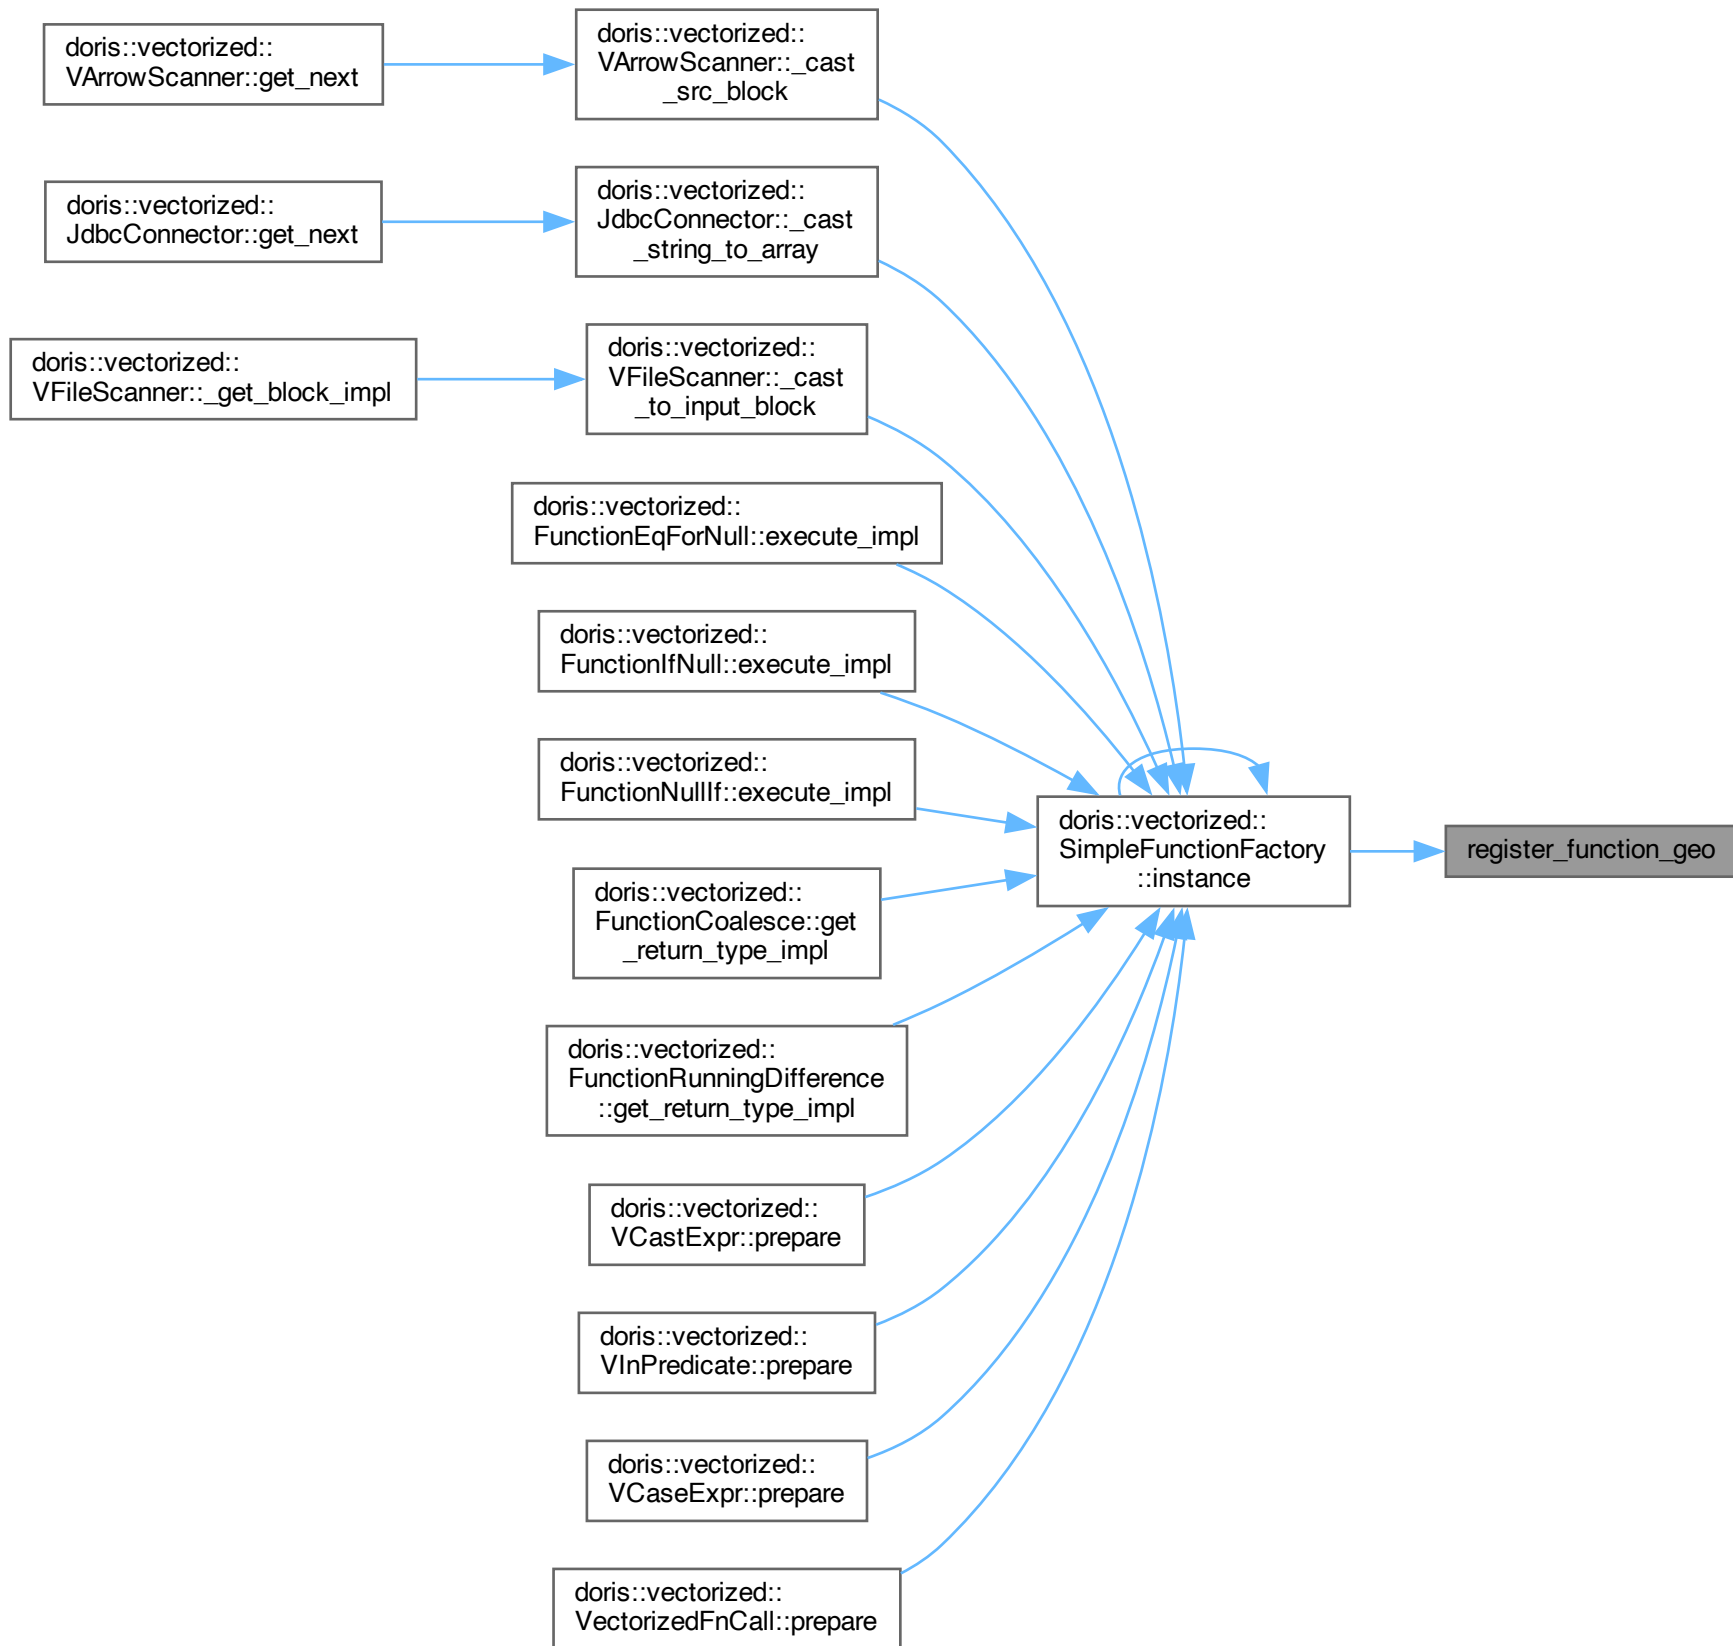 doris::vectorized::
VArrowScanner::get_next
doris::vectorized::
VArrowScanner::_cast
_src_block
doris::vectorized::
JdbcConnector::get_next
doris::vectorized::
JdbcConnector::_cast
_string_to_array
doris::vectorized::
VFileScanner::_get_block_impl
doris::vectorized::
VFileScanner::_cast
_to_input_block
doris::vectorized::
FunctionEqForNull::execute_impl
doris::vectorized::
FunctionIfNull::execute_impl
doris::vectorized::
FunctionNullIf::execute_impl
doris::vectorized::
SimpleFunctionFactory
::instance
register_function_geo
doris::vectorized::
FunctionCoalesce::get
_return_type_impl
doris::vectorized::
FunctionRunningDifference
::get_return_type_impl
doris::vectorized::
VCastExpr::prepare
doris::vectorized::
VInPredicate::prepare
doris::vectorized::
VCaseExpr::prepare
doris::vectorized::
VectorizedFnCall::prepare